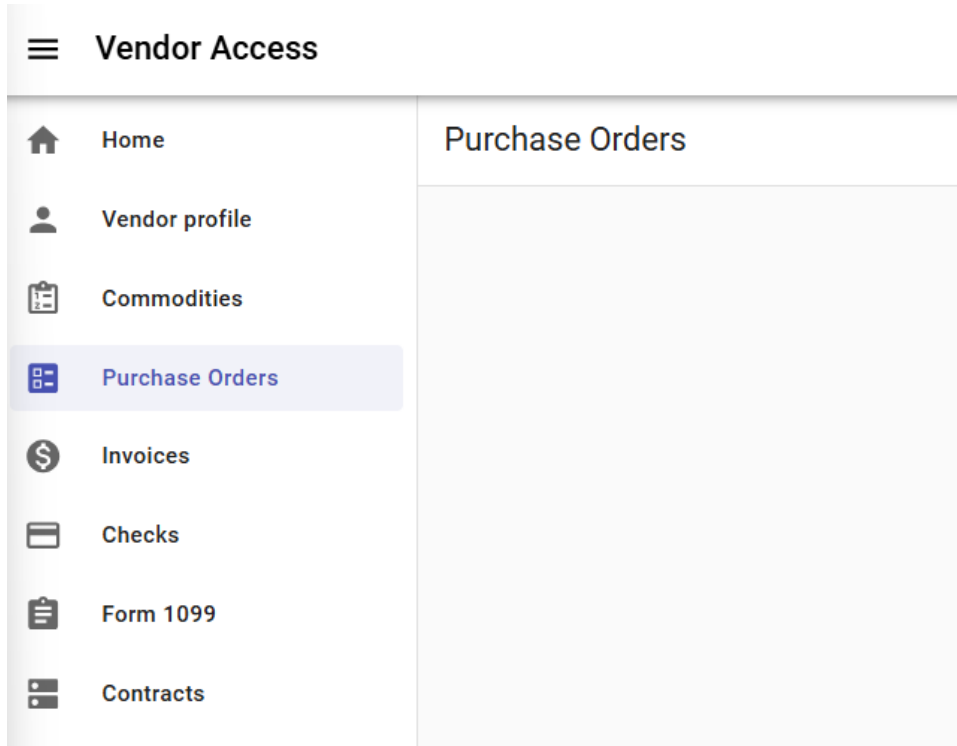 Vendor Access
Home
Vendor profile
Commodities
Purchase Orders
Invoices
Checks
Form 1099
Contracts
Purchase Orders